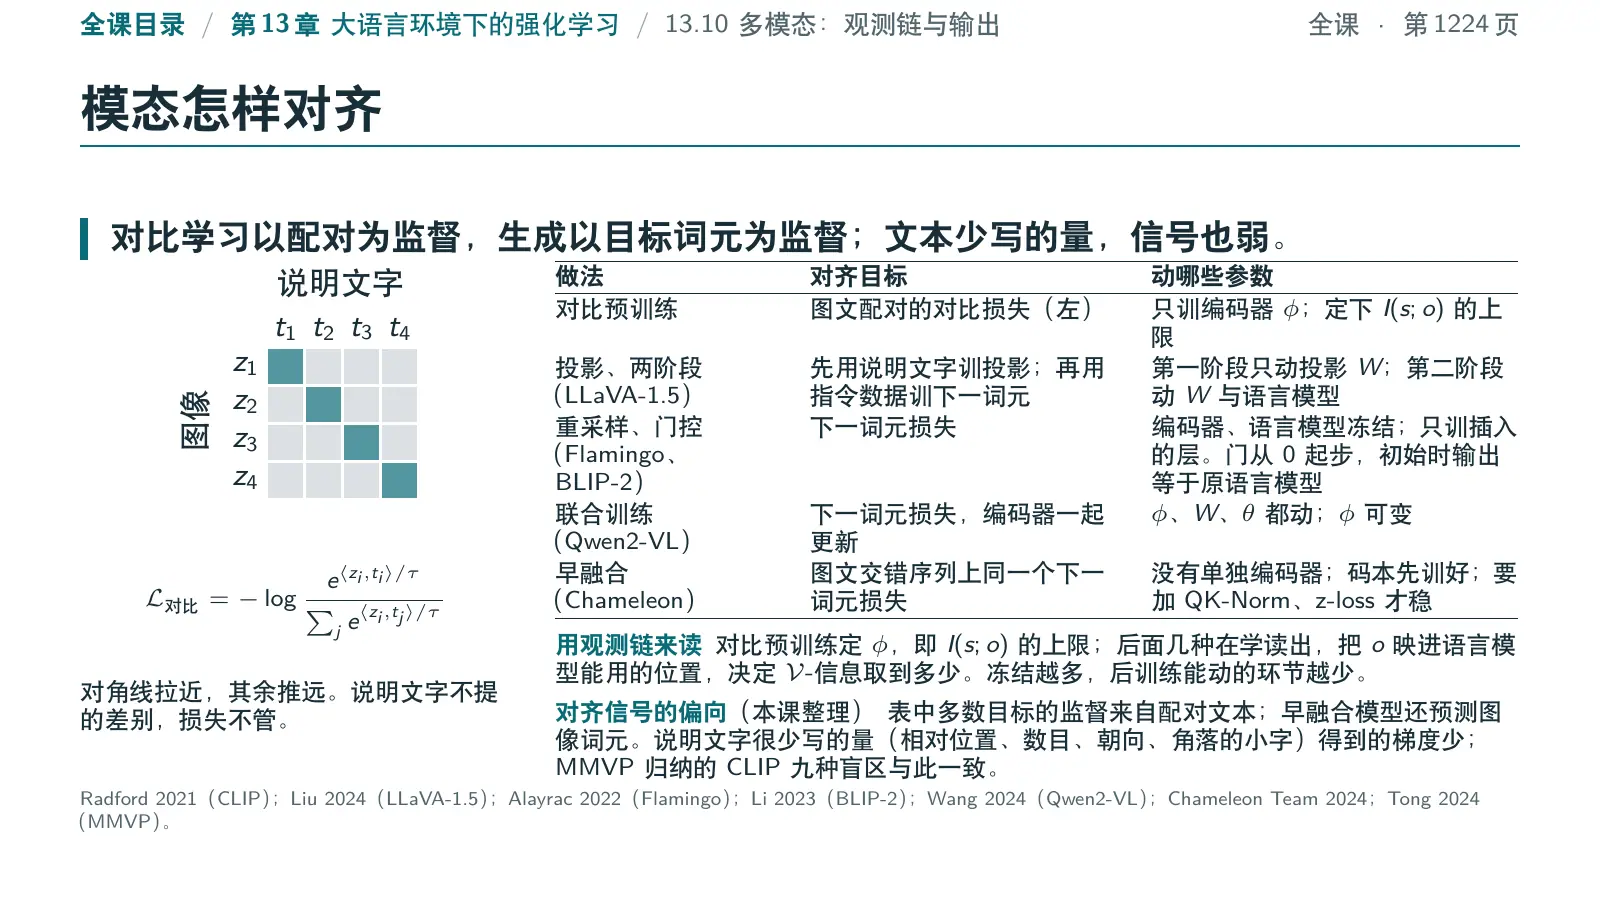 全课目录 / 第 13 章 大语言环境下的强化学习 / 13.10 多模态：观测链与输出
全课 · 第 1224 页
模态怎样对齐
对比学习以配对为监督，生成以目标词元为监督；文本少写的量，信号也弱。
说明文字
t₁ t₂ t₃ t₄
图像
z₁
z₂
z₃
z₄
ℒ对比 = − log e^{⟨zᵢ,tᵢ⟩/τ} / ∑ⱼ e^{⟨zᵢ,tⱼ⟩/τ}
对角线拉近，其余推远。说明文字不提
的差别，损失不管。
做法 对齐目标 动哪些参数
对比预训练 图文配对的对比损失（左） 只训编码器 ϕ；定下 I(s; o) 的上
限
投影、两阶段 先用说明文字训投影；再用 第一阶段只动投影 W；第二阶段
（LLaVA-1.5） 指令数据训下一词元 动 W 与语言模型
重采样、门控 下一词元损失 编码器、语言模型冻结；只训插入
（Flamingo、 的层。门从 0 起步，初始时输出
BLIP-2） 等于原语言模型
联合训练 下一词元损失，编码器一起 ϕ、W、θ 都动；ϕ 可变
（Qwen2-VL） 更新
早融合 图文交错序列上同一个下一 没有单独编码器；码本先训好；要
（Chameleon） 词元损失 加 QK-Norm、z-loss 才稳
用观测链来读 对比预训练定 ϕ，即 I(s; o) 的上限；后面几种在学读出，把 o 映进语言模
型能用的位置，决定 𝒱-信息取到多少。冻结越多，后训练能动的环节越少。
对齐信号的偏向（本课整理） 表中多数目标的监督来自配对文本；早融合模型还预测图
像词元。说明文字很少写的量（相对位置、数目、朝向、角落的小字）得到的梯度少；
MMVP 归纳的 CLIP 九种盲区与此一致。
Radford 2021（CLIP）；Liu 2024（LLaVA-1.5）；Alayrac 2022（Flamingo）；Li 2023（BLIP-2）；Wang 2024（Qwen2-VL）；Chameleon Team 2024；Tong 2024
（MMVP）。